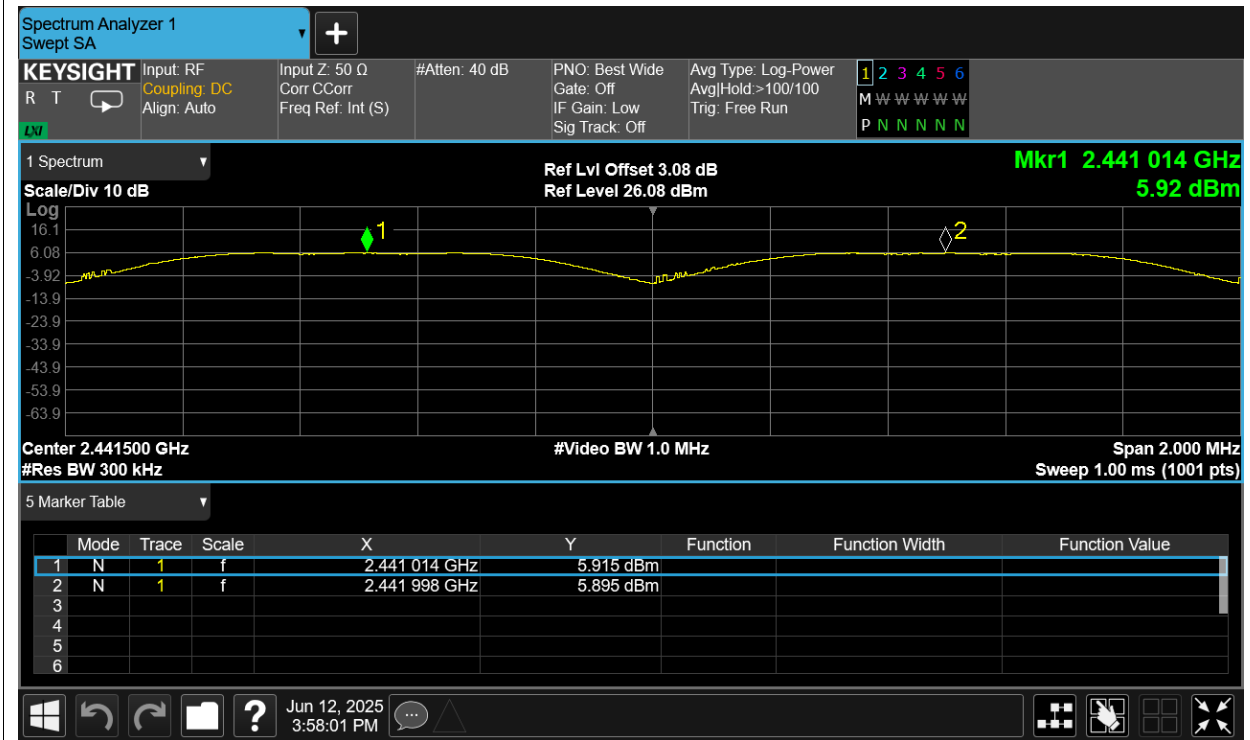 Spectrum Analyzer 1
Swept SA
KEYSIGHT
R T
LXI
Input: RF
Coupling: DC
Align: Auto
Input Z: 50 Ω
Corr CCorr
Freq Ref: Int (S)
#Atten: 40 dB
PNO: Best Wide
Gate: Off
IF Gain: Low
Sig Track: Off
Avg Type: Log-Power
Avg|Hold:>100/100
Trig: Free Run
1 2 3 4 5 6
M W W W W W
P N N N N N
1 Spectrum
Scale/Div 10 dB
Ref Lvl Offset 3.08 dB
Ref Level 26.08 dBm
Mkr1 2.441 014 GHz
5.92 dBm
Log
16.1
6.08
-3.92
-13.9
-23.9
-33.9
-43.9
-53.9
-63.9
1
2
Center 2.441500 GHz
#Video BW 1.0 MHz
Span 2.000 MHz
#Res BW 300 kHz
Sweep 1.00 ms (1001 pts)
5 Marker Table
Mode Trace Scale X Y Function Function Width Function Value
1 N 1 f 2.441 014 GHz 5.915 dBm
2 N 1 f 2.441 998 GHz 5.895 dBm
3
4
5
6
?
Jun 12, 2025
3:58:01 PM